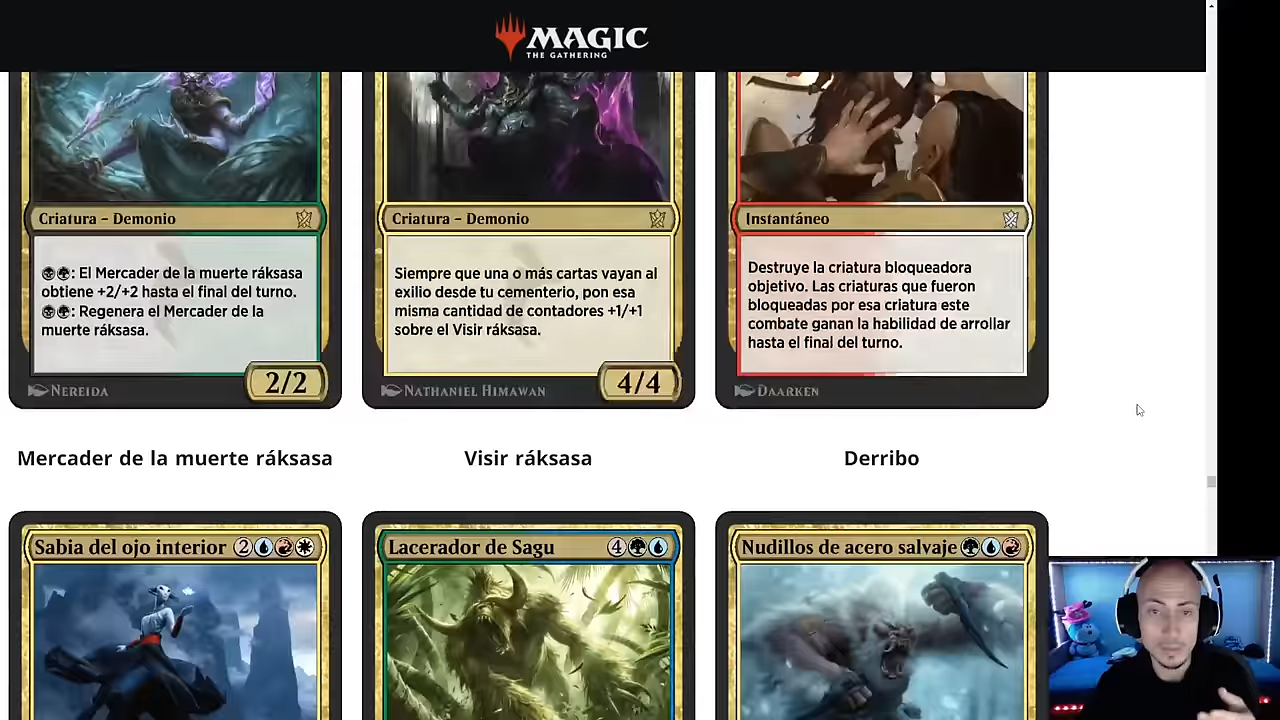 MAGIC
THE GATHERING
Criatura – Demonio
: El Mercader de la muerte ráksasa
obtiene +2/+2 hasta el final del turno.
: Regenera el Mercader de la
muerte ráksasa.
2/2
NEREIDA
Criatura – Demonio
Siempre que una o más cartas vayan al
exilio desde tu cementerio, pon esa
misma cantidad de contadores +1/+1
sobre el Visir ráksasa.
4/4
NATHANIEL HIMAWAN
Instantáneo
Destruye la criatura bloqueadora
objetivo. Las criaturas que fueron
bloqueadas por esa criatura este
combate ganan la habilidad de arrollar
hasta el final del turno.
DAARKEN
Mercader de la muerte ráksasa
Visir ráksasa
Derribo
Sabia del ojo interior 2
Lacerador de Sagu 4
Nudillos de acero salvaje